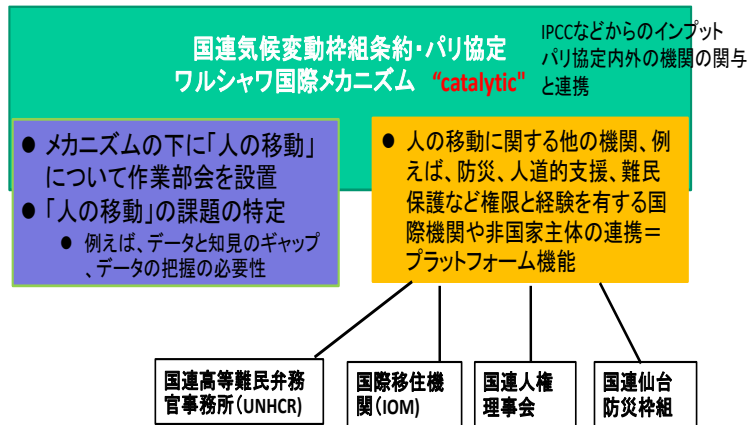 国連気候変動枠組条約・パリ協定
ワルシャワ国際メカニズム “catalytic"
IPCCなどからのインプット
パリ協定内外の機関の関与
と連携
● メカニズムの下に「人の移動」
について作業部会を設置
● 「人の移動」の課題の特定
● 例えば、データと知見のギャップ
、データの把握の必要性
● 人の移動に関する他の機関、例
えば、防災、人道的支援、難民
保護など権限と経験を有する国
際機関や非国家主体の連携＝
プラットフォーム機能
国連高等難民弁務
官事務所（UNHCR）
国際移住機
関（IOM）
国連人権
理事会
国連仙台
防災枠組